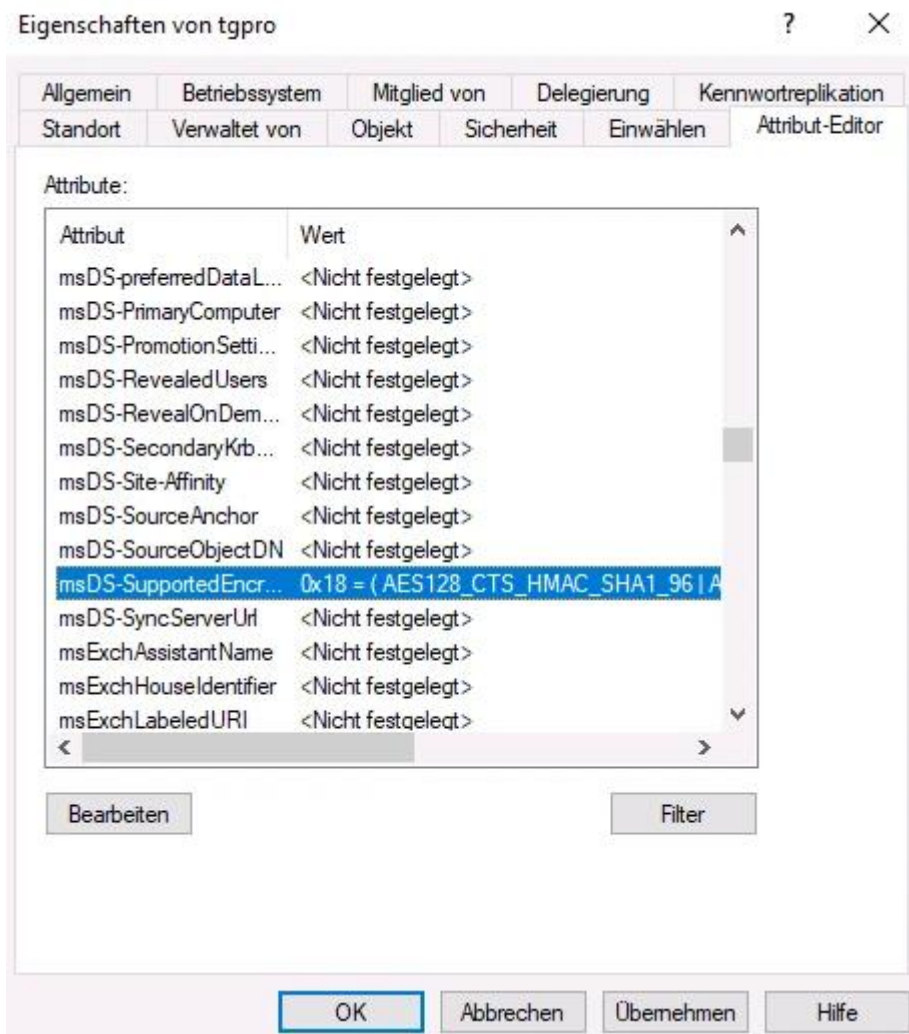 Eigenschaften von tgpro ?
Allgemein Betriebssystem Mitglied von Delegierung Kennwortreplikation
Standort Verwaltet von Objekt Sicherheit Einwählen Attribut-Editor
Attribute:
Attribut Wert
msDS-preferredDataL... <Nicht festgelegt>
msDS-PrimaryComputer <Nicht festgelegt>
msDS-PromotionSetti... <Nicht festgelegt>
msDS-RevealedUsers <Nicht festgelegt>
msDS-RevealOnDem... <Nicht festgelegt>
msDS-SecondaryKrb... <Nicht festgelegt>
msDS-Site-Affinity <Nicht festgelegt>
msDS-SourceAnchor <Nicht festgelegt>
msDS-SourceObjectDN <Nicht festgelegt>
msDS-SupportedEncr... 0x18 = ( AES128_CTS_HMAC_SHA1_96 | A
msDS-SyncServerUrl <Nicht festgelegt>
msExchAssistantName <Nicht festgelegt>
msExchHouseIdentifier <Nicht festgelegt>
msExchLabeledURI <Nicht festgelegt>
Bearbeiten Filter
OK Abbrechen Übernehmen Hilfe